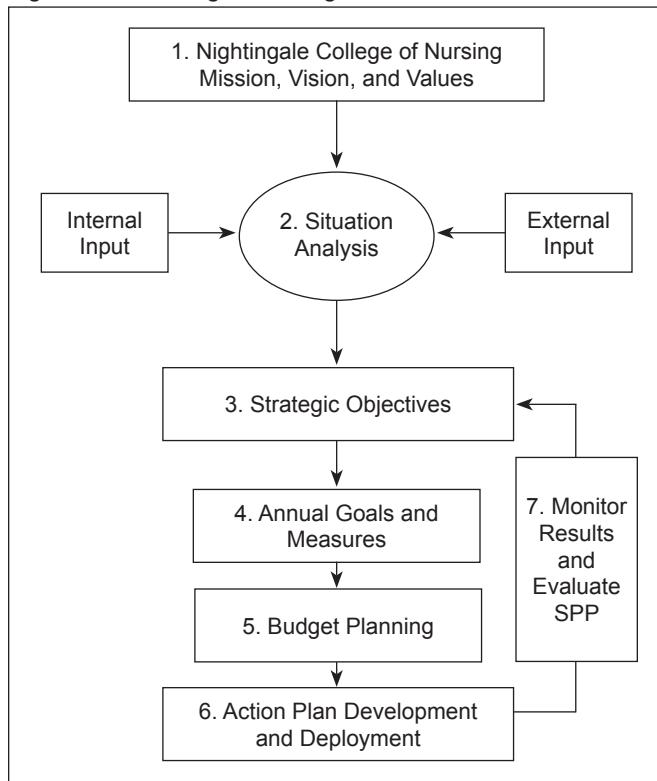 1. Nightingale College of Nursing
Mission, Vision, and Values
Internal
Input
2. Situation
Analysis
External
Input
3. Strategic Objectives
4. Annual Goals and
Measures
5. Budget Planning
6. Action Plan Development
and Deployment
7. Monitor
Results
and
Evaluate
SPP